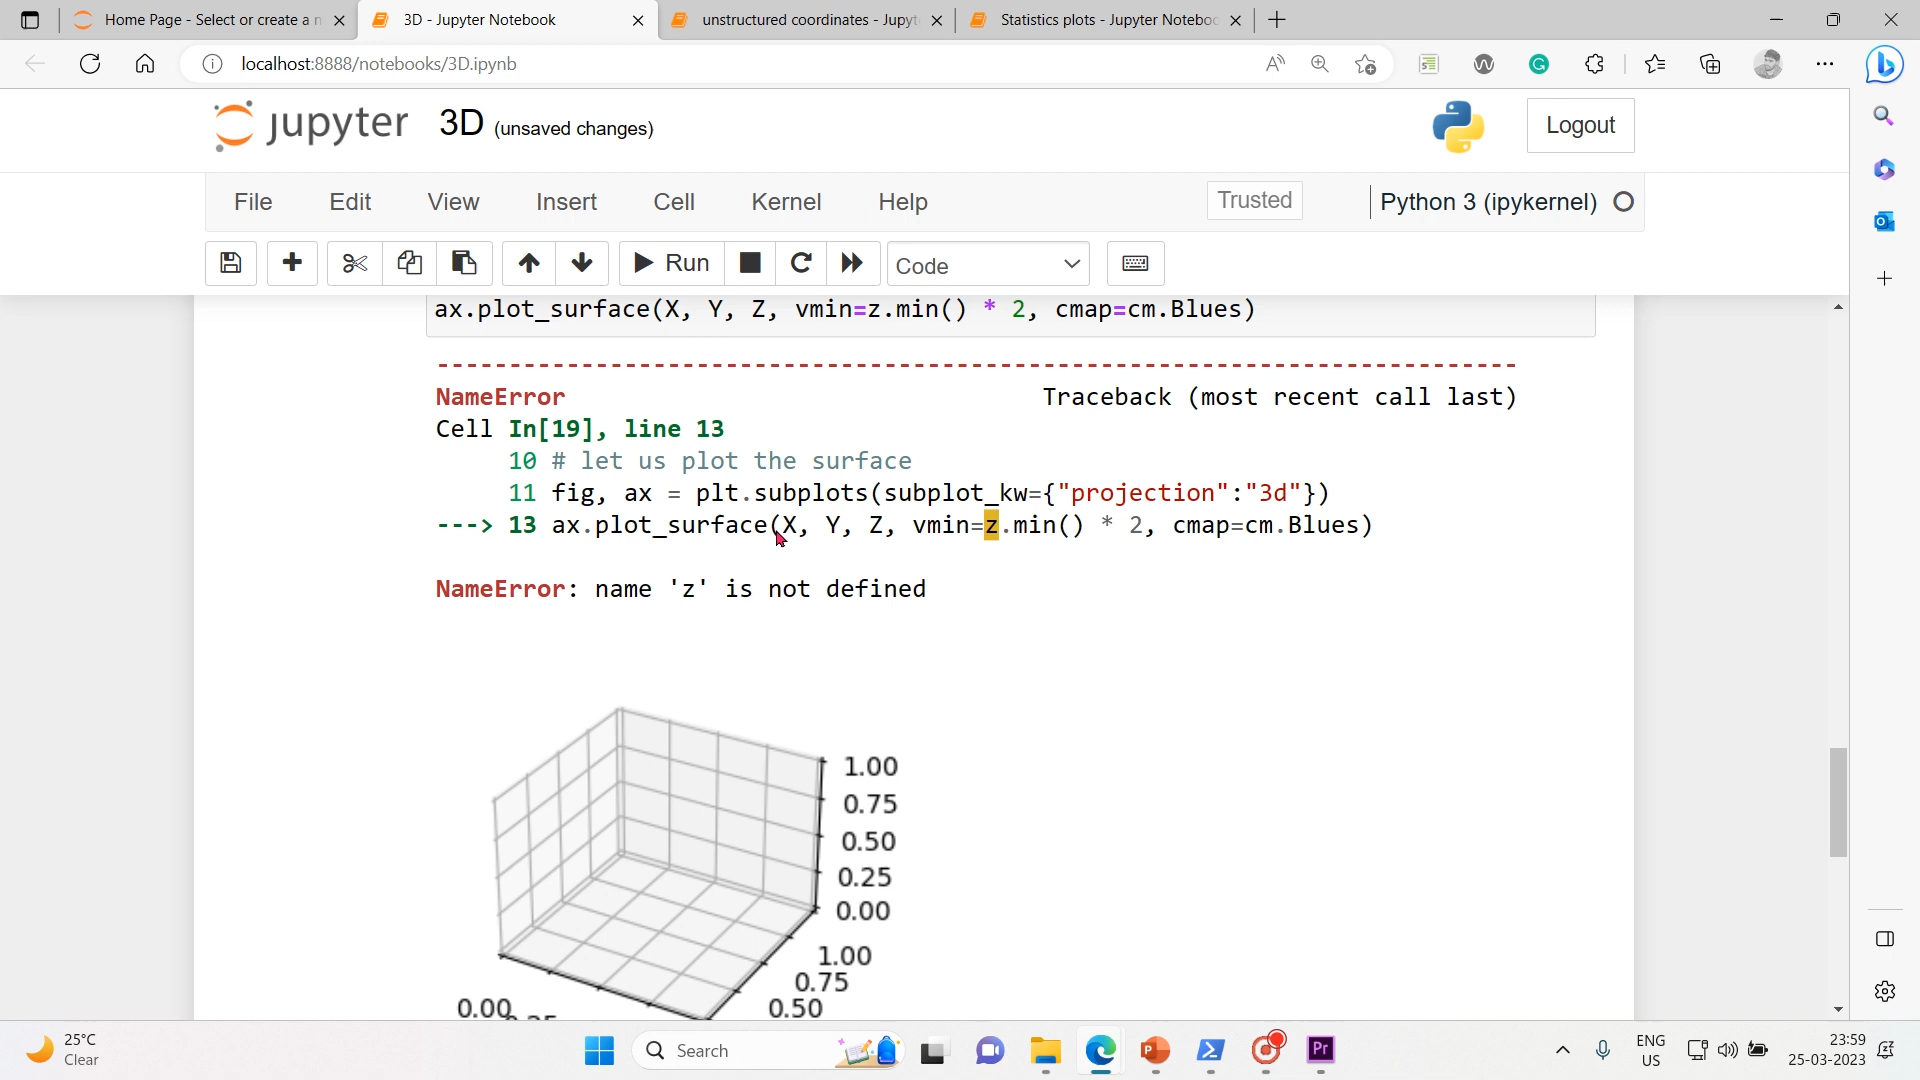 Home Page - Select or create a n
3D - Jupyter Notebook
unstructured coordinates - Jupyt
Statistics plots - Jupyter Noteboo
localhost:8888/notebooks/3D.ipynb
jupyter 3D (unsaved changes)
Logout
File Edit View Insert Cell Kernel Help
Trusted
Python 3 (ipykernel)
Run
Code
ax.plot_surface(X, Y, Z, vmin=z.min() * 2, cmap=cm.Blues)
---------------------------------------------------------------------------
NameError Traceback (most recent call last)
Cell In[19], line 13
10 # let us plot the surface
11 fig, ax = plt.subplots(subplot_kw={"projection":"3d"})
---> 13 ax.plot_surface(X, Y, Z, vmin=z.min() * 2, cmap=cm.Blues)
NameError: name 'z' is not defined
1.00
0.75
0.50
0.25
0.00
1.00
0.75
0.50
0.00
25°C
Clear
Search
Pr
ENG
US
23:59
25-03-2023